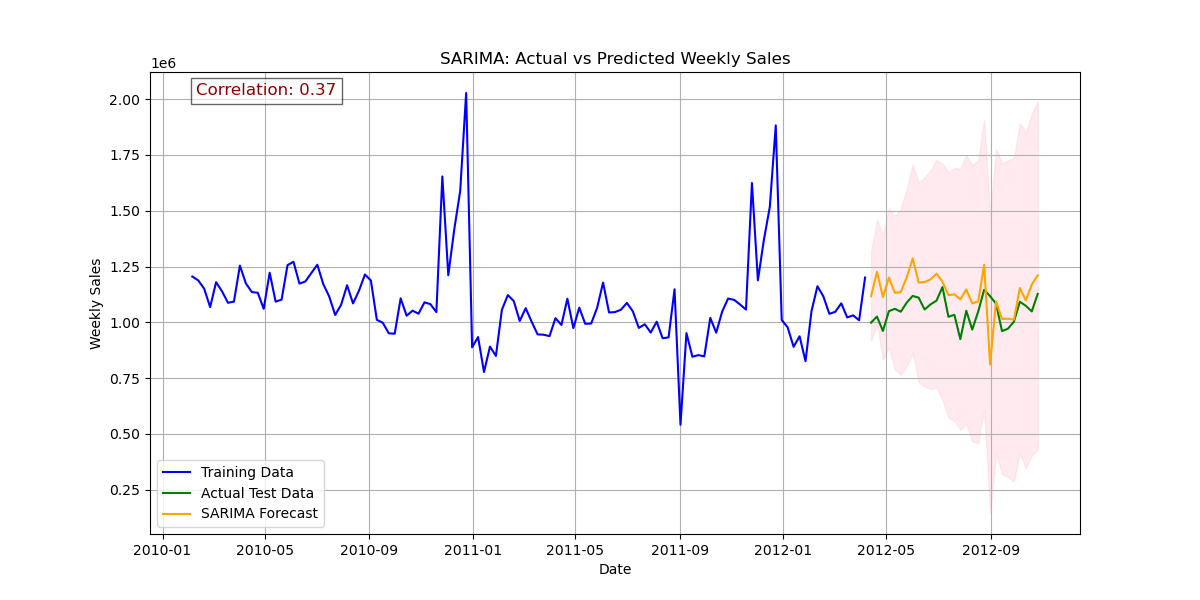 SARIMA: Actual vs Predicted Weekly Sales
1e6
Correlation: 0.37
2.00
1.75
1.50
1.25
1.00
0.75
0.50
0.25
Weekly Sales
Training Data
Actual Test Data
SARIMA Forecast
2010-01 2010-05 2010-09 2011-01 2011-05 2011-09 2012-01 2012-05 2012-09
Date